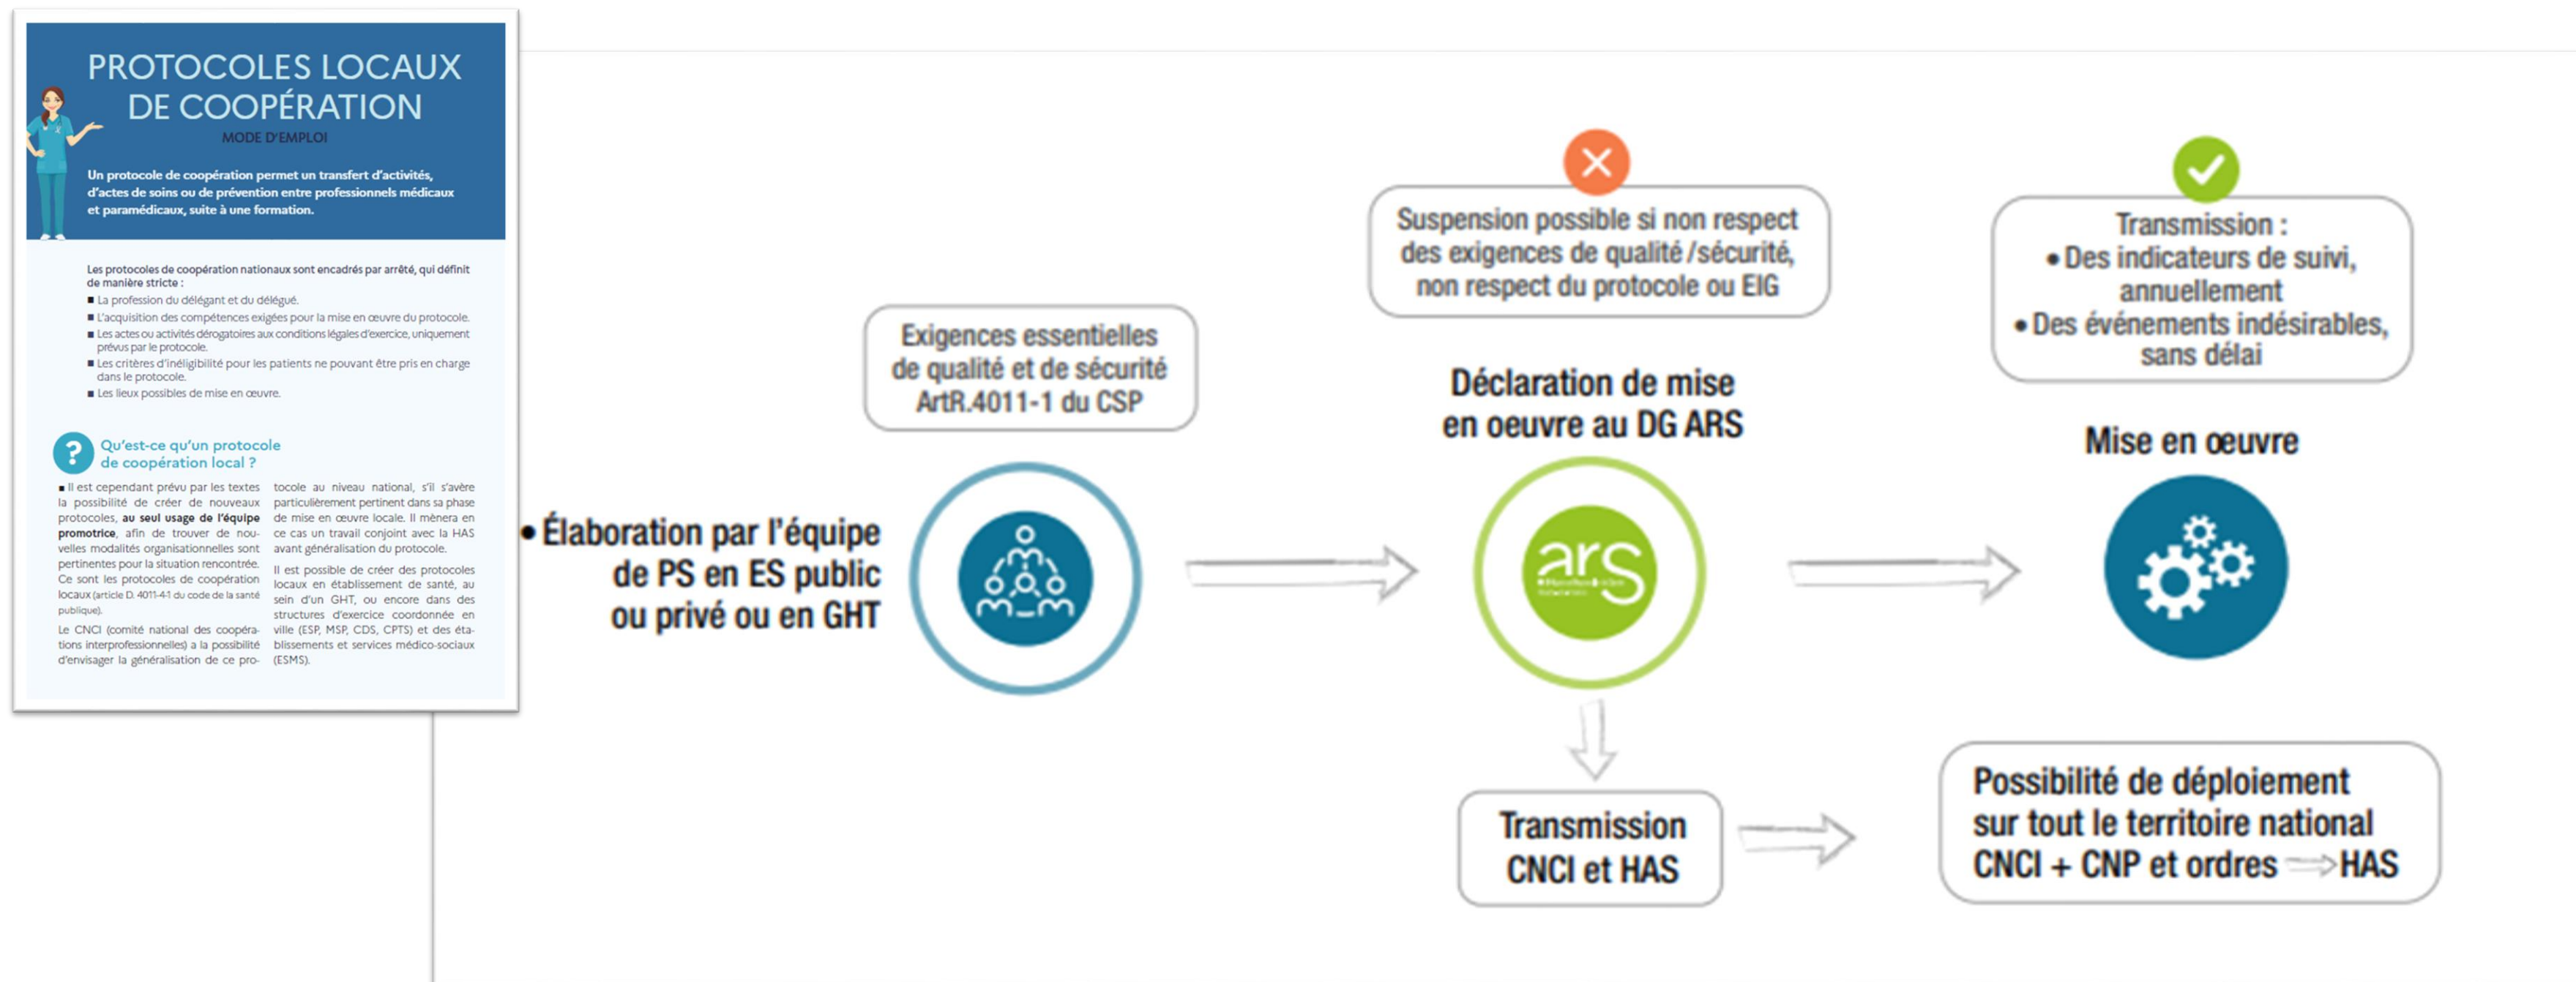 PROTOCOLES LOCAUX
DE COOPÉRATION
MODE D'EMPLOI
Un protocole de coopération permet un transfert d'activités,
d'actes de soins ou de prévention entre professionnels médicaux
et paramédicaux, suite à une formation.
Les protocoles de coopération nationaux sont encadrés par arrêté, qui définit
de manière stricte :
■ La profession du délégant et du délégué.
■ L'acquisition des compétences exigées pour la mise en œuvre du protocole.
■ Les actes ou activités dérogatoires aux conditions légales d'exercice, uniquement
prévus par le protocole.
■ Les critères d'inéligibilité pour les patients ne pouvant être pris en charge
dans le protocole.
■ Les lieux possibles de mise en œuvre.
?
Qu'est-ce qu'un protocole
de coopération local ?
■ Il est cependant prévu par les textes
la possibilité de créer de nouveaux
protocoles, au seul usage de l'équipe
promotrice, afin de trouver de nou-
velles modalités organisationnelles sont
pertinentes pour la situation rencontrée.
Ce sont les protocoles de coopération
locaux (article D. 4011-4-1 du code de la santé
publique).
Le CNCI (comité national des coopéra-
tions interprofessionnelles) a la possibilité
d'envisager la généralisation de ce pro-
tocole au niveau national, s'il s'avère
particulièrement pertinent dans sa phase
de mise en œuvre locale. Il mènera en
ce cas un travail conjoint avec la HAS
avant généralisation du protocole.
Il est possible de créer des protocoles
locaux en établissement de santé, au
sein d'un GHT, ou encore dans des
structures d'exercice coordonnée en
ville (ESP, MSP, CDS, CPTS) et des éta-
blissements et services médico-sociaux
(ESMS).
• Élaboration par l'équipe
de PS en ES public
ou privé ou en GHT
Exigences essentielles
de qualité et de sécurité
ArtR.4011-1 du CSP
Suspension possible si non respect
des exigences de qualité/sécurité,
non respect du protocole ou EIG
Déclaration de mise
en oeuvre au DG ARS
ars
Transmission
CNCI et HAS
Transmission :
• Des indicateurs de suivi,
annuellement
• Des événements indésirables,
sans délai
Mise en œuvre
Possibilité de déploiement
sur tout le territoire national
CNCI + CNP et ordres ⇒ HAS